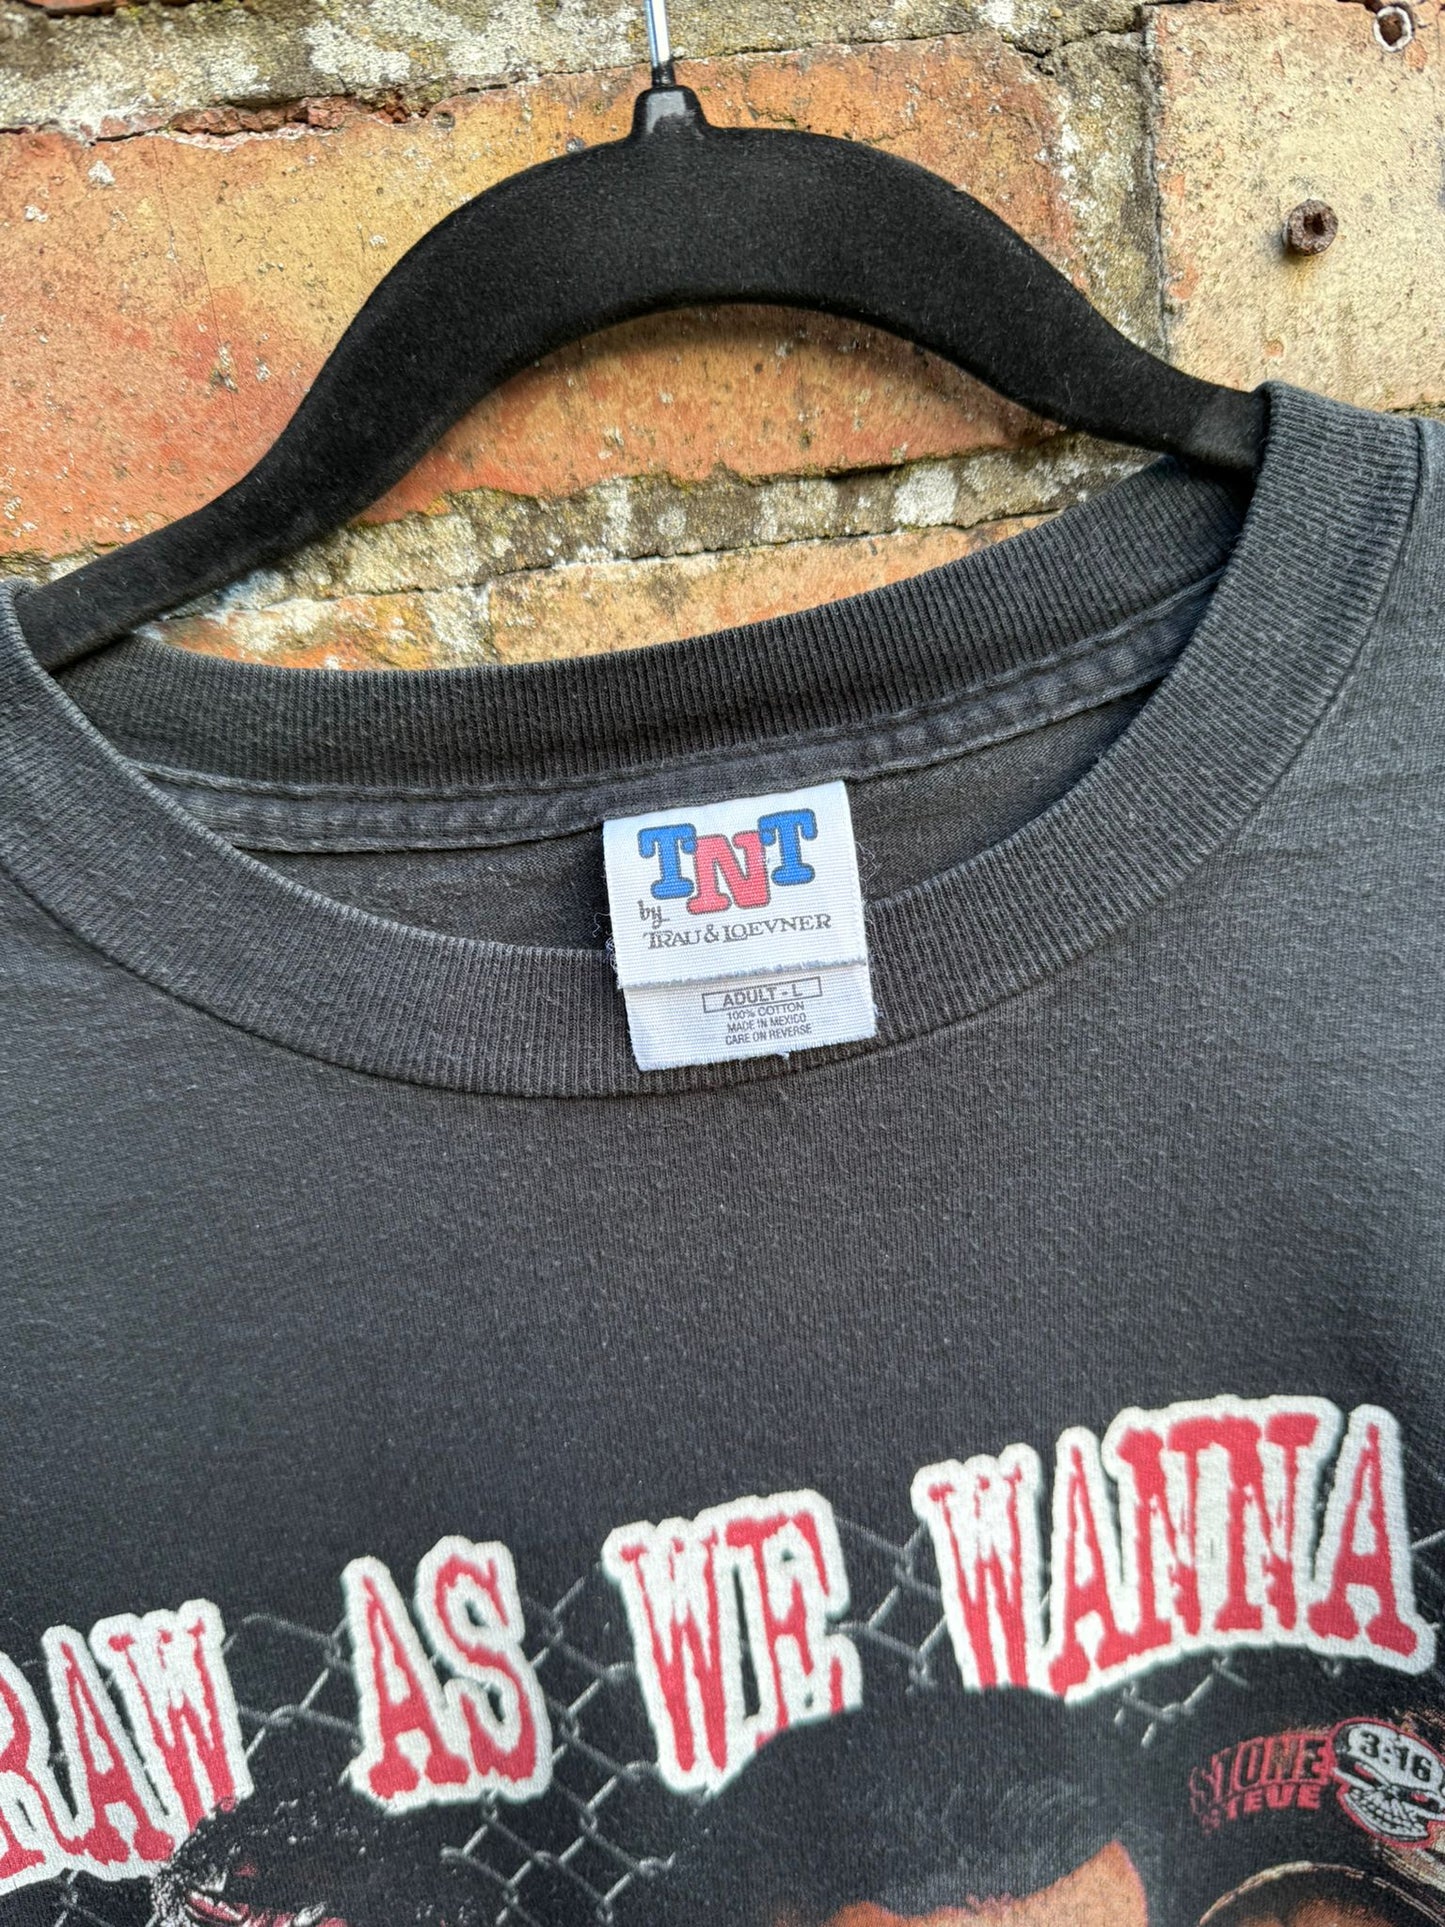 TNT
by
TRAU & LOEVNER
ADULT - L
100% COTTON
MADE IN MEXICO
CARE ON REVERSE
RAW AS WE WANNA
STONE
STEVE
3:16